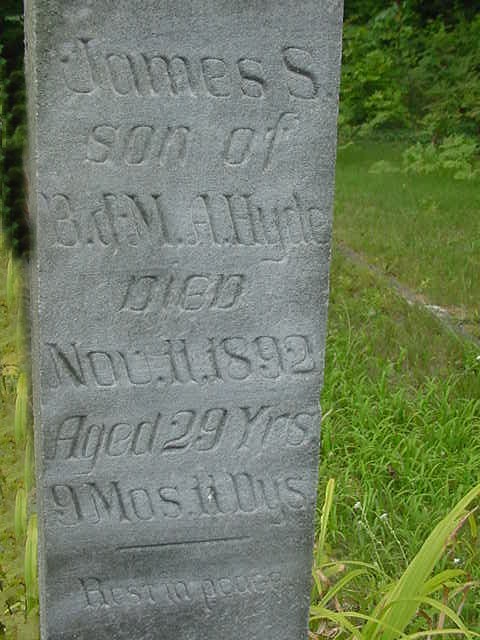 James S.
son of
B. & M. A. Hyde
DIED
Nov. 11, 1892
Aged 29 Yrs.
9 Mos. 11 Dys.
Rest in peace